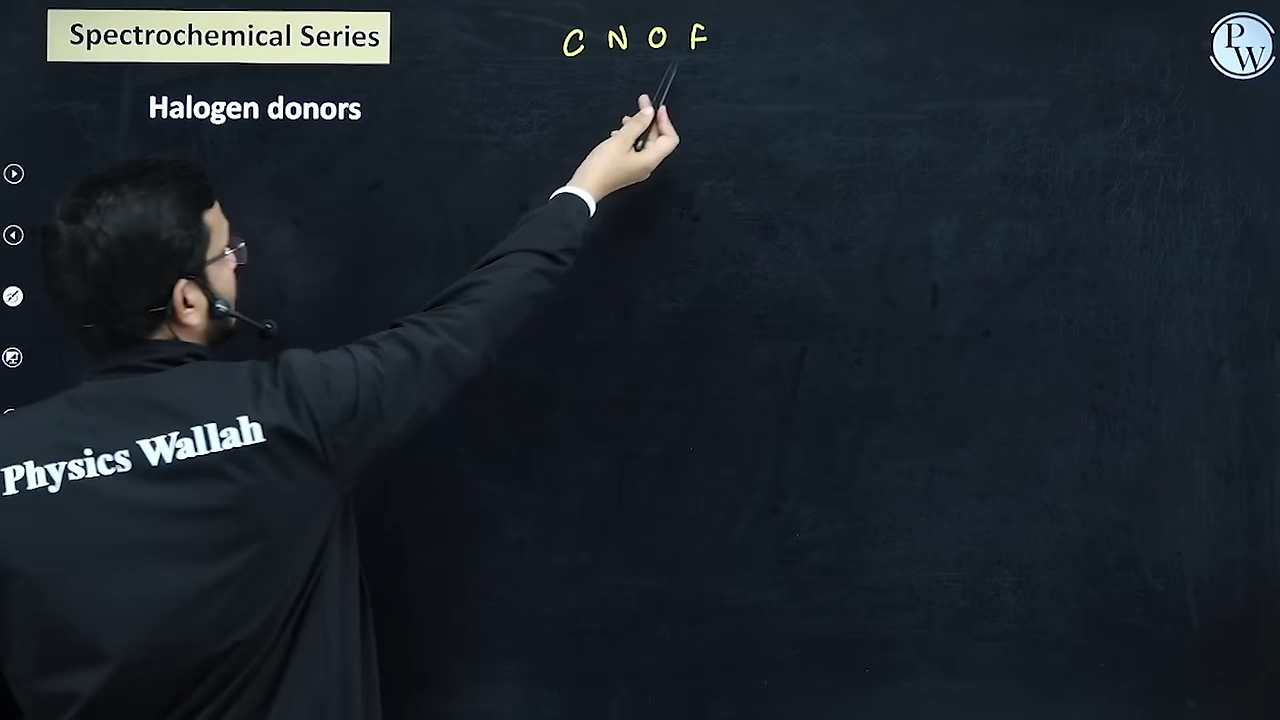 Spectrochemical Series
C N O F
PW
Halogen donors
Physics Wallah